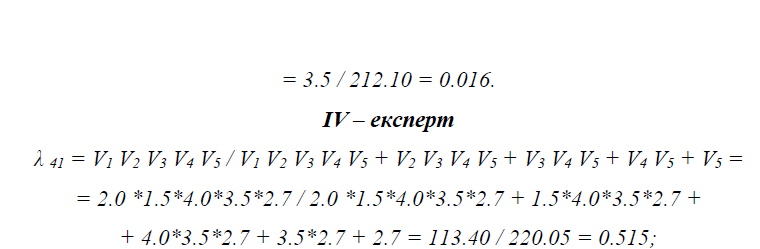 = 3.5 / 212.10 = 0.016.
IV – експерт
λ 41 = V1 V2 V3 V4 V5 / V1 V2 V3 V4 V5 + V2 V3 V4 V5 + V3 V4 V5 + V4 V5 + V5 =
= 2.0 *1.5*4.0*3.5*2.7 / 2.0 *1.5*4.0*3.5*2.7 + 1.5*4.0*3.5*2.7 +
+ 4.0*3.5*2.7 + 3.5*2.7 + 2.7 = 113.40 / 220.05 = 0.515;